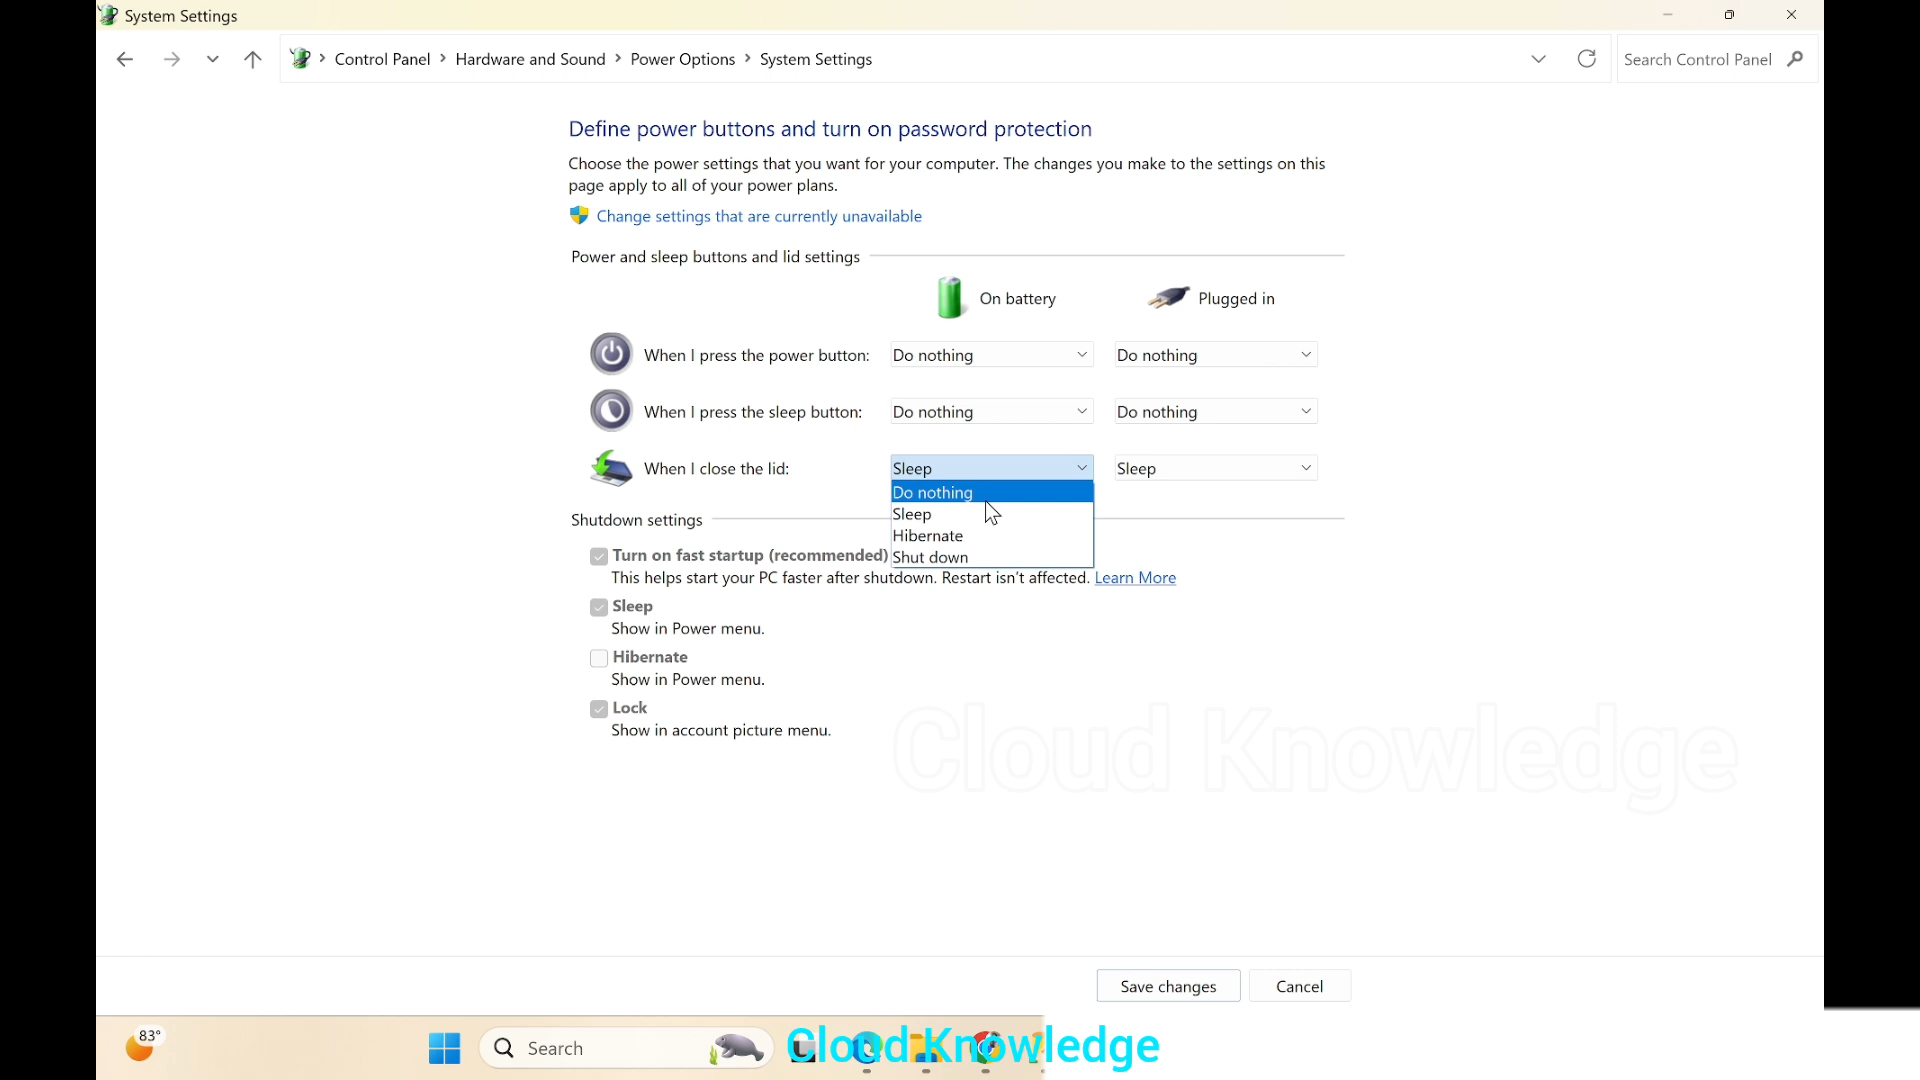 System Settings
Control Panel > Hardware and Sound > Power Options > System Settings
Search Control Panel
Define power buttons and turn on password protection
Choose the power settings that you want for your computer. The changes you make to the settings on this
page apply to all of your power plans.
Change settings that are currently unavailable
Power and sleep buttons and lid settings
On battery Plugged in
When I press the power button: Do nothing Do nothing
When I press the sleep button: Do nothing Do nothing
When I close the lid: Sleep Sleep
Do nothing
Sleep
Hibernate
Shut down
Shutdown settings
Turn on fast startup (recommended)
This helps start your PC faster after shutdown. Restart isn't affected. Learn More
Sleep
Show in Power menu.
Hibernate
Show in Power menu.
Lock
Show in account picture menu.
Cloud Knowledge
Save changes Cancel
83°
Search
Cloud Knowledge